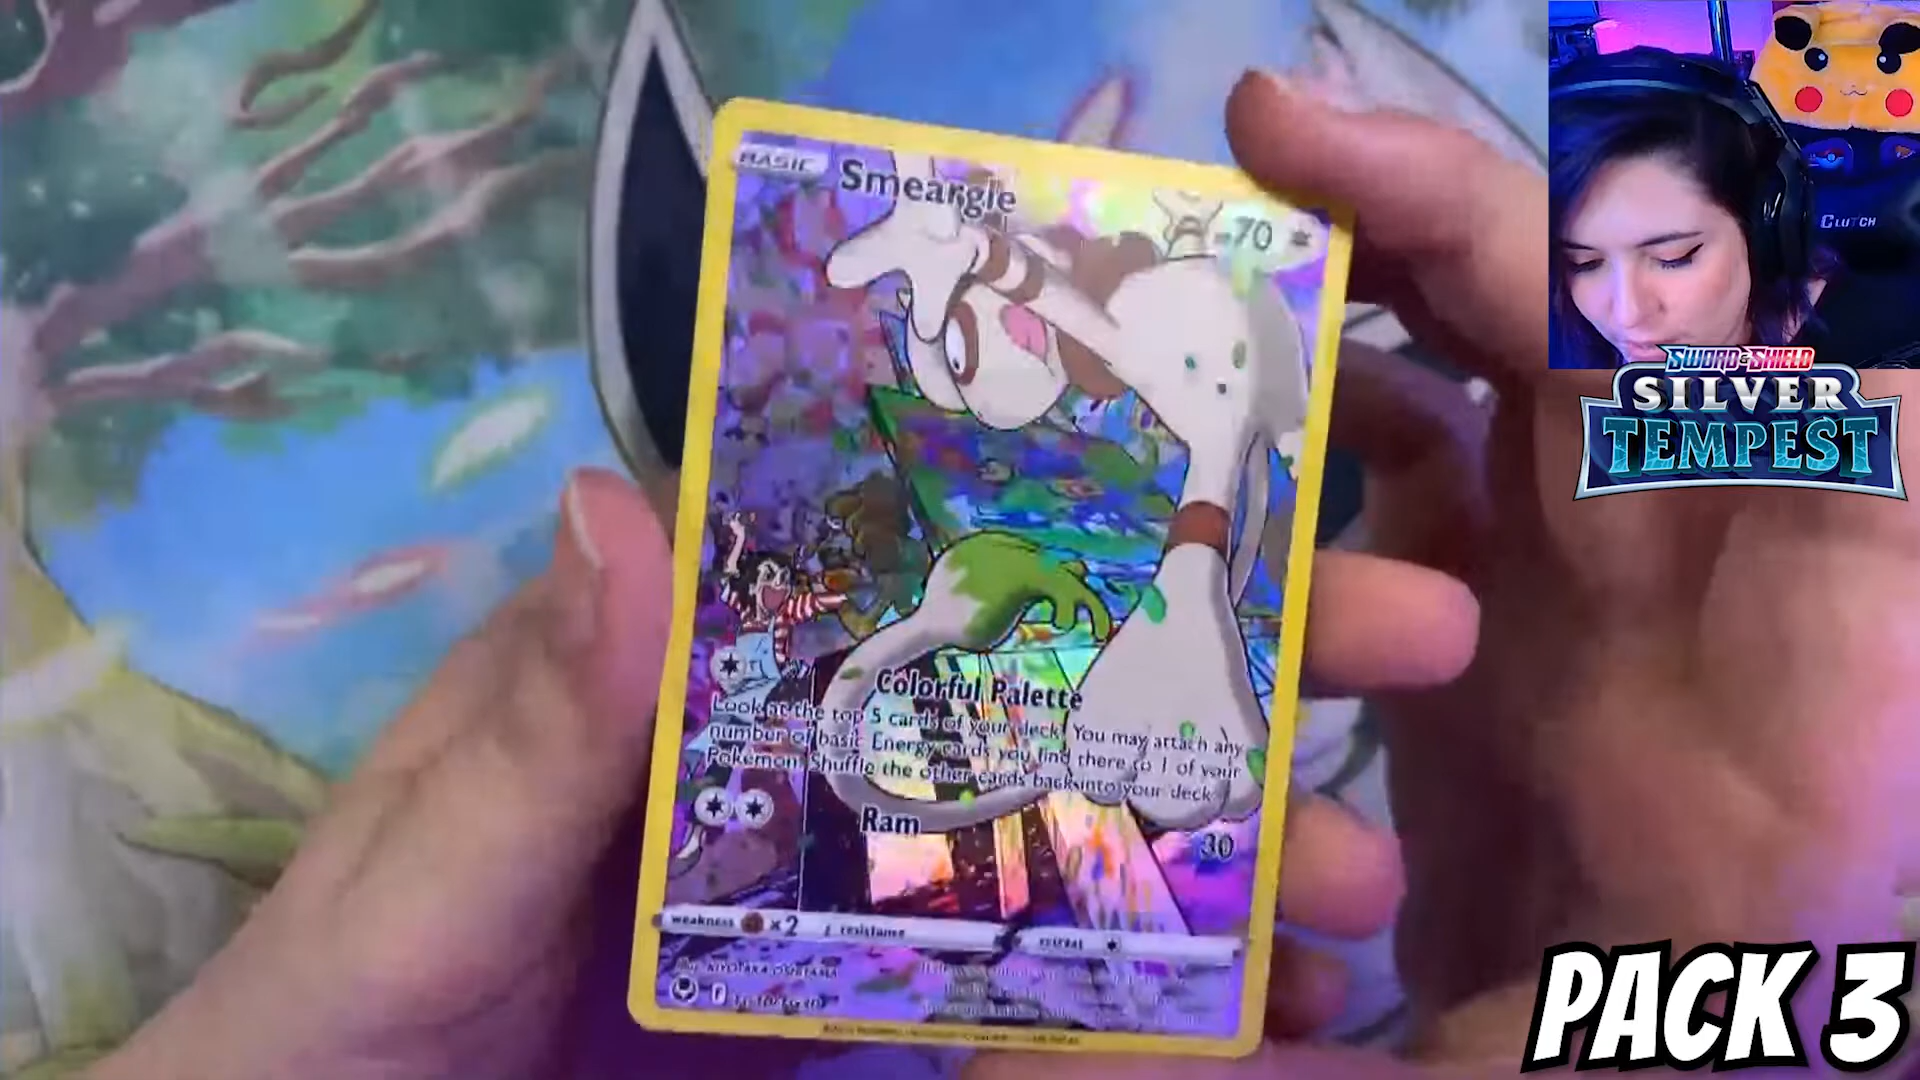 BASIC
Smeargle
70
CLUTCH
SWORD & SHIELD
SILVER
TEMPEST
Colorful Palette
Look at the top 5 cards of your deck. You may attach any
number of basic Energy cards you find there to 1 of your
Pokémon. Shuffle the other cards back into your deck.
Ram
30
weakness
x2
resistance
retreat
F
PACK 3